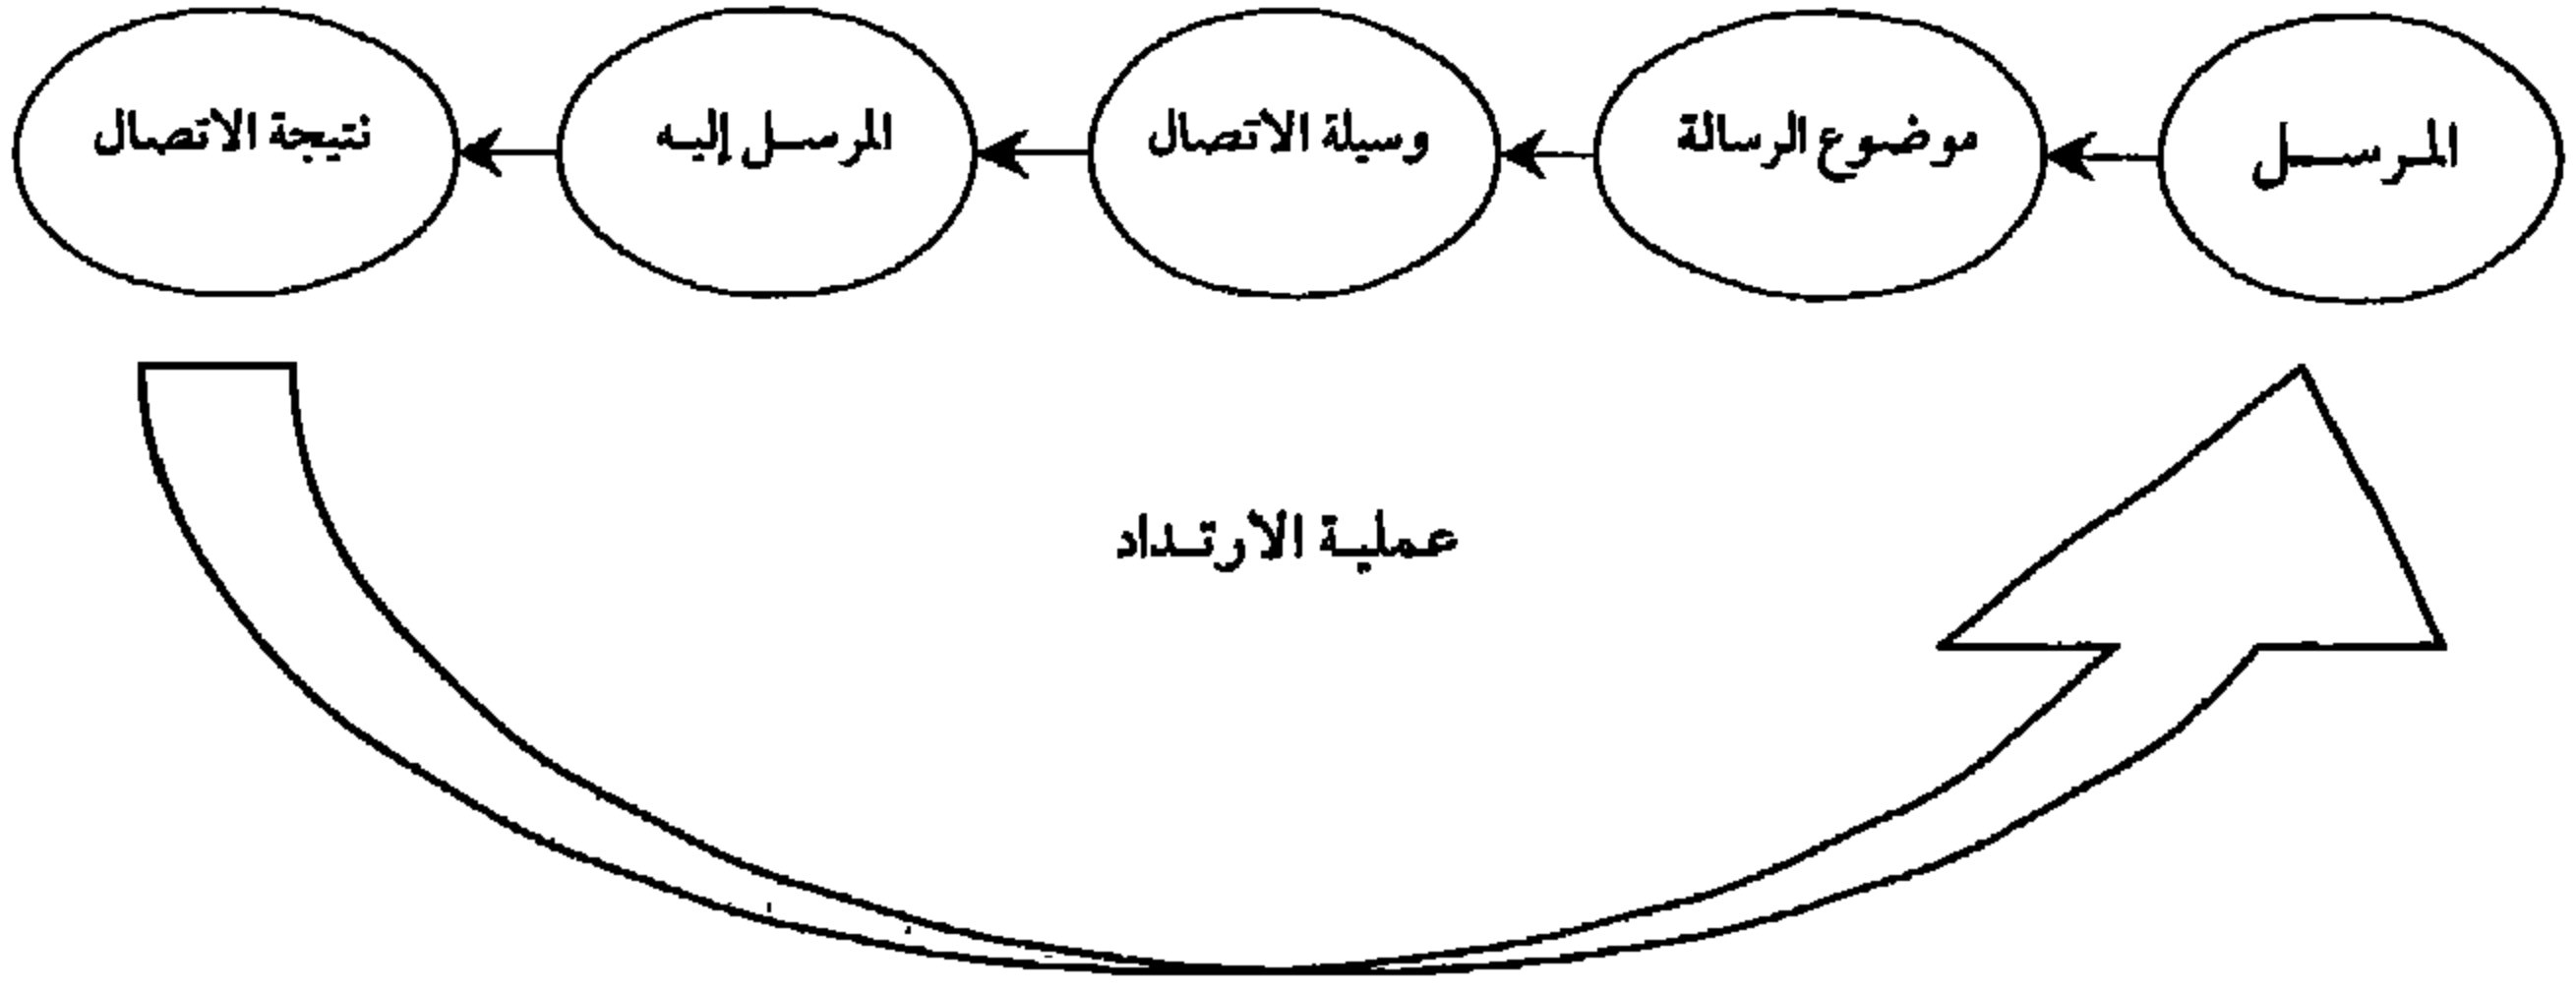 المرسل
موضوع الرسالة
وسيلة الاتصال
المرسل إليه
نتيجة الاتصال
عملية الارتداد